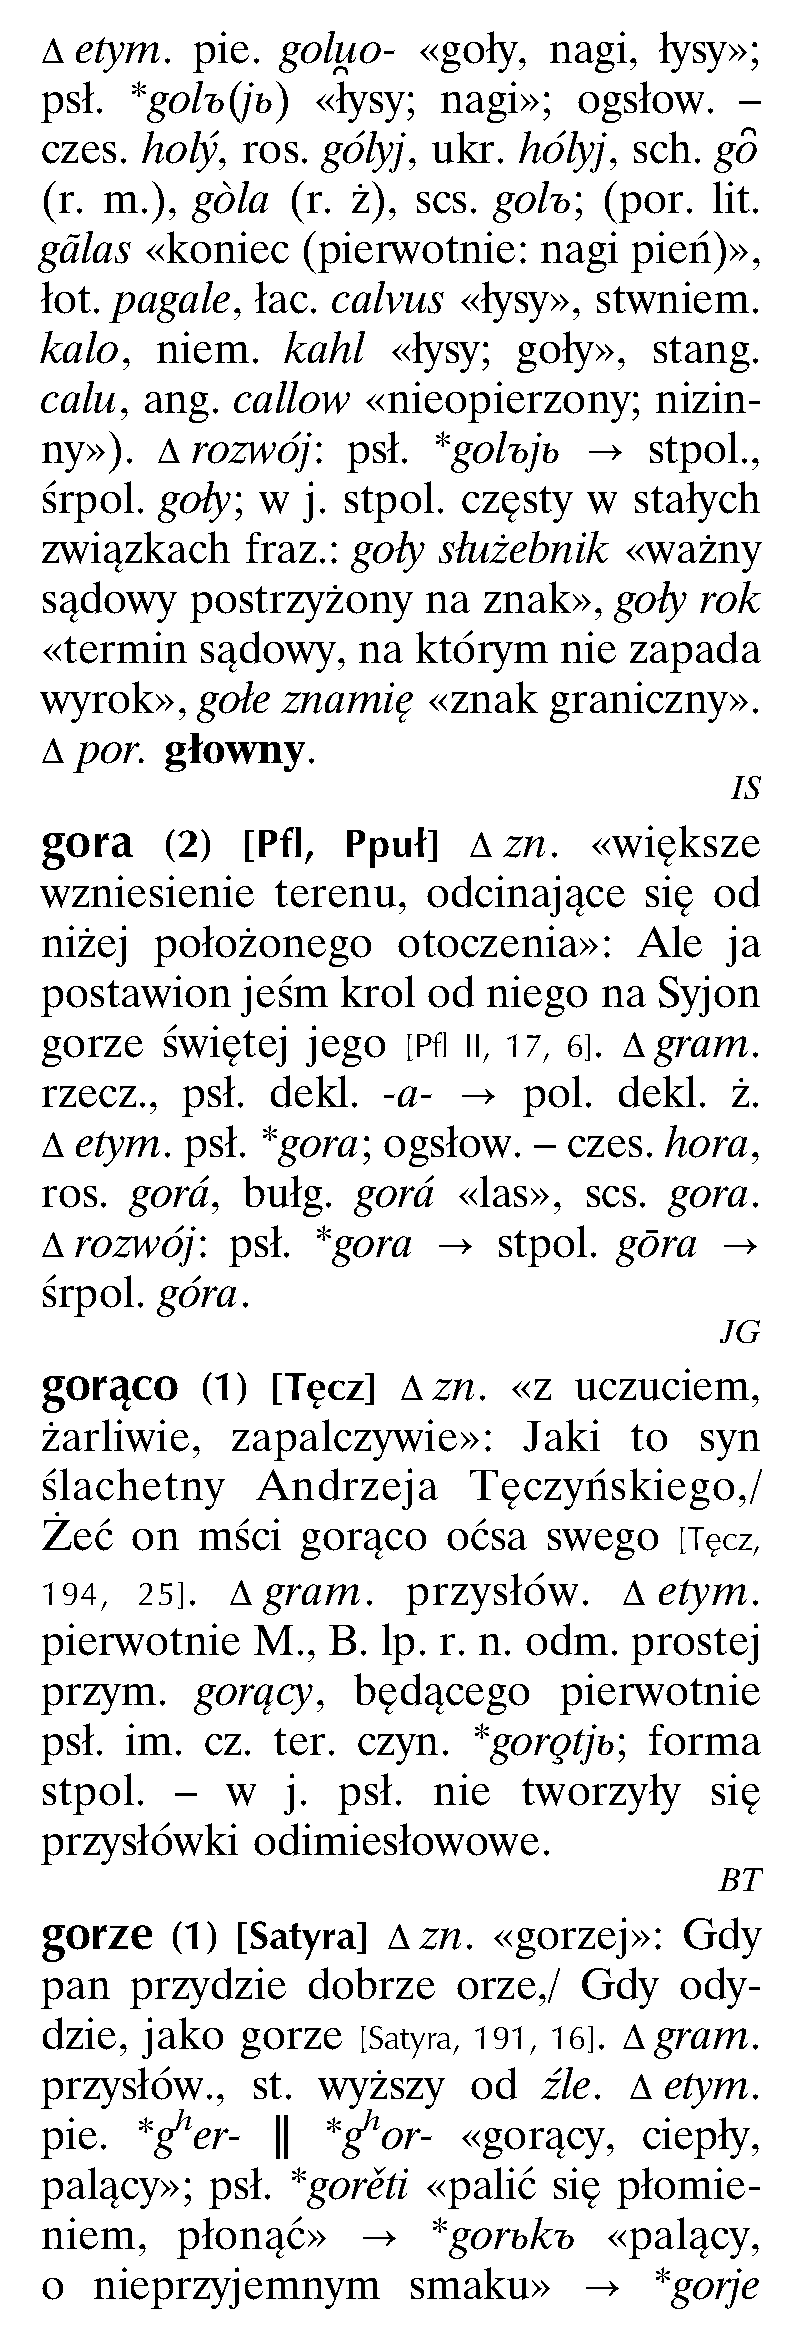 ∆ etym. pie. golu̯o- «goły, nagi, łysy»;
psł. *golъ(jь) «łysy; nagi»; ogsłow. –
czes. holý, ros. gólyj, ukr. hólyj, sch. gȏ
(r. m.), gòla (r. ż), scs. golъ; (por. lit.
gãlas «koniec (pierwotnie: nagi pień)»,
łot. pagale, łac. calvus «łysy», stwniem.
kalo, niem. kahl «łysy; goły», stang.
calu, ang. callow «nieopierzony; nizin-
ny»). ∆ rozwój: psł. *golъjь → stpol.,
śrpol. goły; w j. stpol. częsty w stałych
związkach fraz.: goły służebnik «ważny
sądowy postrzyżony na znak», goły rok
«termin sądowy, na którym nie zapada
wyrok», gołe znamię «znak graniczny».
∆ por. głowny.
IS
gora (2) [Pfl, Ppuł] ∆ zn. «większe
wzniesienie terenu, odcinające się od
niżej położonego otoczenia»: Ale ja
postawion jeśm krol od niego na Syjon
gorze świętej jego [Pfl II, 17, 6]. ∆ gram.
rzecz., psł. dekl. -a- → pol. dekl. ż.
∆ etym. psł. *gora; ogsłow. – czes. hora,
ros. gorá, bułg. gorá «las», scs. gora.
∆ rozwój: psł. *gora → stpol. gōra →
śrpol. góra.
JG
gorąco (1) [Tęcz] ∆ zn. «z uczuciem,
żarliwie, zapalczywie»: Jaki to syn
ślachetny Andrzeja Tęczyńskiego,/
Żeć on mści gorąco oćsa swego [Tęcz,
194, 25]. ∆ gram. przysłów. ∆ etym.
pierwotnie M., B. lp. r. n. odm. prostej
przym. gorący, będącego pierwotnie
psł. im. cz. ter. czyn. *gorǫtjь; forma
stpol. – w j. psł. nie tworzyły się
przysłówki odimiesłowowe.
BT
gorze (1) [Satyra] ∆ zn. «gorzej»: Gdy
pan przydzie dobrze orze,/ Gdy ody-
dzie, jako gorze [Satyra, 191, 16]. ∆ gram.
przysłów., st. wyższy od źle. ∆ etym.
pie. *gʰer- ‖ *gʰor- «gorący, ciepły,
palący»; psł. *gorěti «palić się płomie-
niem, płonąć» → *gorьkъ «palący,
o nieprzyjemnym smaku» → *gorje